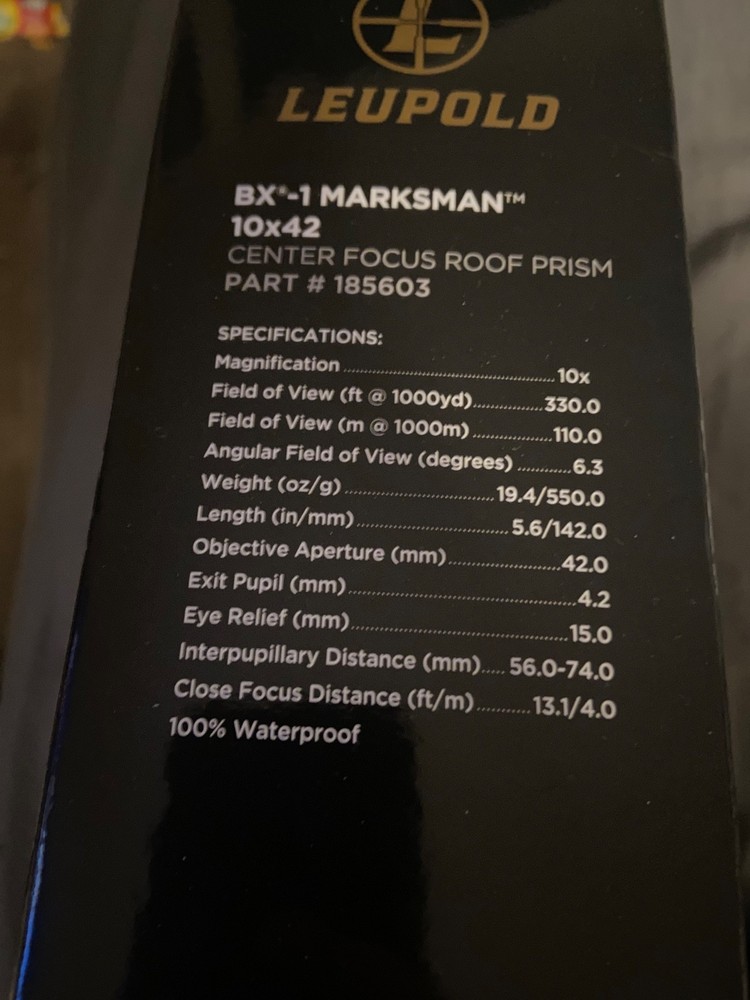 LEUPOLD
BX®-1 MARKSMAN™
10x42
CENTER FOCUS ROOF PRISM
PART # 185603
SPECIFICATIONS:
Magnification ........................................ 10x
Field of View (ft @ 1000yd) ............. 330.0
Field of View (m @ 1000m) ............. 110.0
Angular Field of View (degrees) ......... 6.3
Weight (oz/g) ............................ 19.4/550.0
Length (in/mm) ............................ 5.6/142.0
Objective Aperture (mm) .................. 42.0
Exit Pupil (mm) ...................................... 4.2
Eye Relief (mm) .................................... 15.0
Interpupillary Distance (mm) ..... 56.0-74.0
Close Focus Distance (ft/m) .......... 13.1/4.0
100% Waterproof